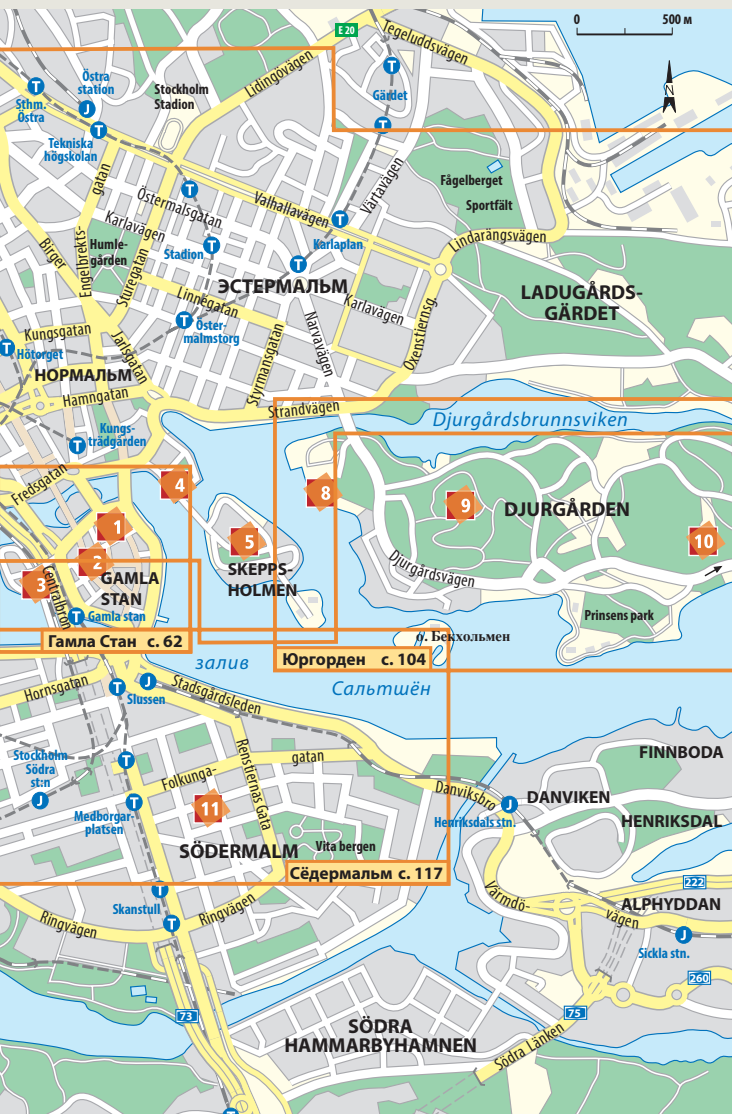 0 500 м
E 20
Tegeluddsvägen
Lidingövägen
T
Gärdet
N
Östra
station
T
J
Sthm.
Östra
Stockholm
Stadion
T
Tekniska
högskolan
T
Värtavägen
Fågelberget
Sportfält
gatan
T
Östermalsgatan
Valhallavägen
Karlavägen
T
Karlaplan
Lindarängsvägen
Birger
Engelbrekts-
Humle-
gården
Sturegatan
Stadion
T
T
ЭСТЕРМАЛЬМ
LADUGÅRDS-
GÄRDET
Linnégatan
Karlavägen
Kungsgatan
T
Öster-
malmstorg
Narvavägen
Styrmansgatan
Oxenstiernsg.
Jarlsgatan
T
Hötorget
НОРМАЛЬМ
Hamngatan
Strandvägen
Djurgårdsbrunnsviken
Kungs-
trädgården
T
Fredsgatan
4
8
9
DJURGÅRDEN
1
5
10
2
SKEPPS-
HOLMEN
3
GAMLA
STAN
Djurgårdsvägen
Centralbron
T
Gamla stan
Prinsens park
Гамла Стан с. 62
о. Бекхольмен
залив
Юргорден с. 104
Сальтшён
Hornsgatan
T
J
Slussen
Stadsgårdsleden
Stockholm
Södra
st:n
J
T
Folkunga-
gatan
Renstiernas Gata
FINNBODA
Danviksbro
J
DANVIKEN
T
Medborgar-
platsen
11
Henriksdals stn.
HENRIKSDAL
SÖDERMALM
Vita bergen
Сёдермальм с. 117
222
Värmdö-
vägen
ALPHYDDAN
T
Skanstull
T
Ringvägen
Ringvägen
J
Sickla stn.
260
73
75
SÖDRA
HAMMARBYHAMNEN
Södra Länken
T